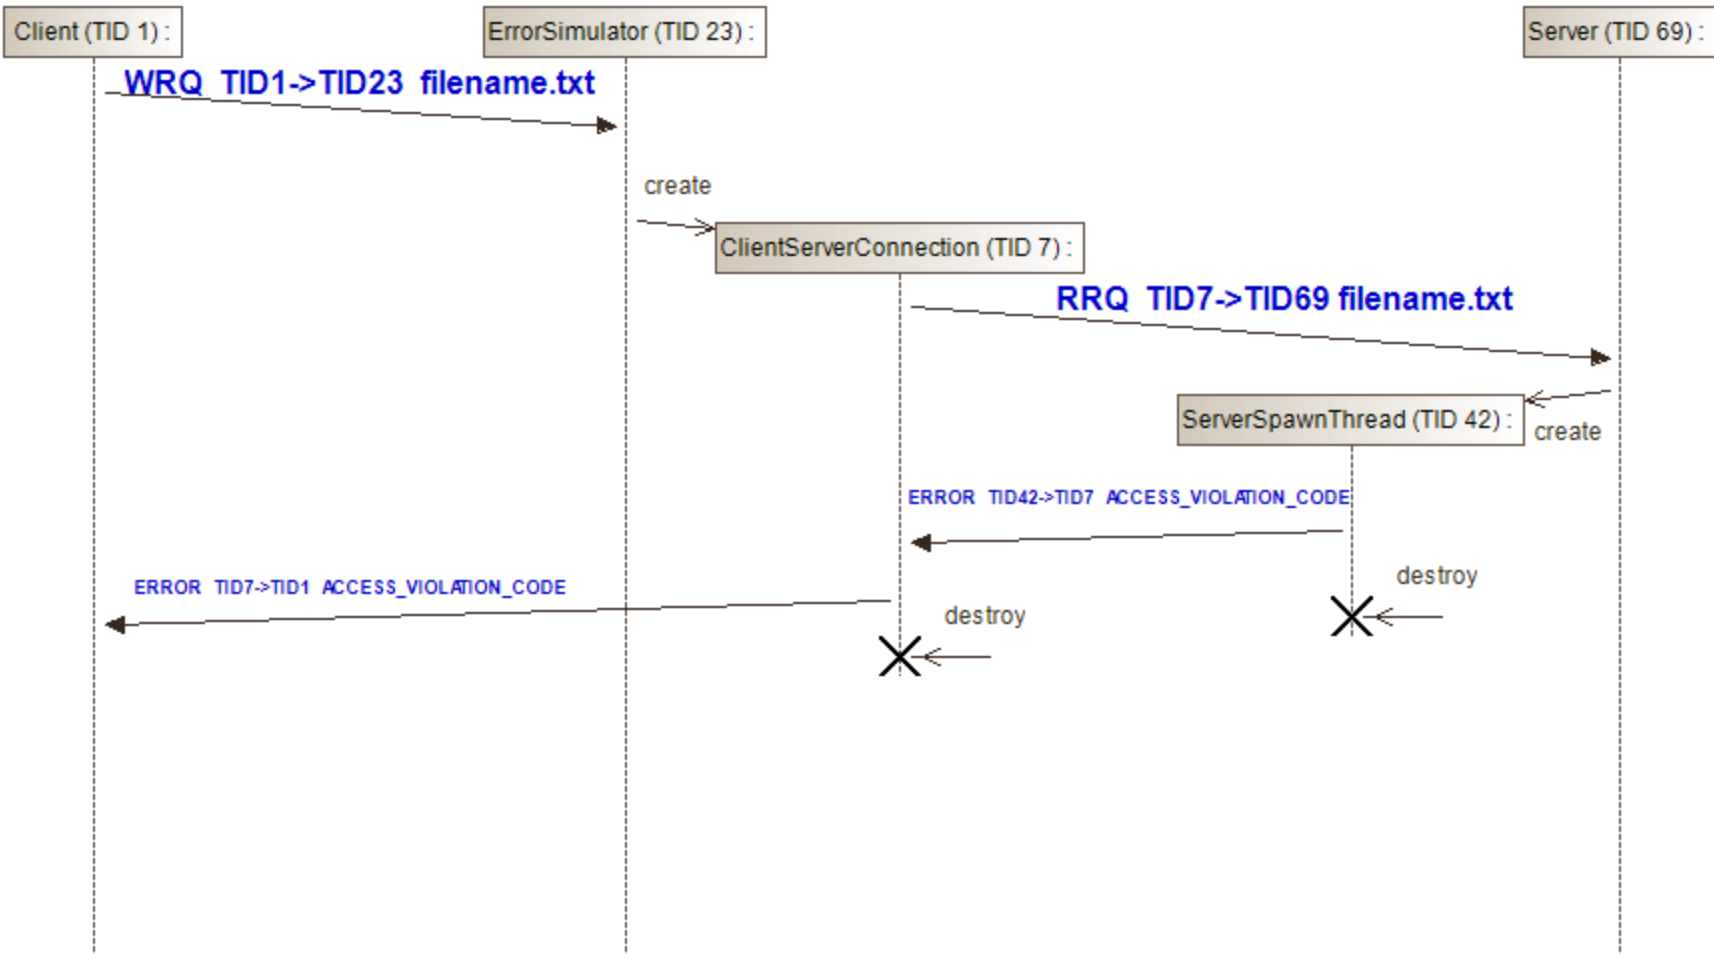 Client (TID 1) :
ErrorSimulator (TID 23) :
Server (TID 69) :
WRQ TID1->TID23 filename.txt
create
ClientServerConnection (TID 7) :
RRQ TID7->TID69 filename.txt
ServerSpawnThread (TID 42) :
create
ERROR TID42->TID7 ACCESS_VIOLATION_CODE
destroy
ERROR TID7->TID1 ACCESS_VIOLATION_CODE
destroy